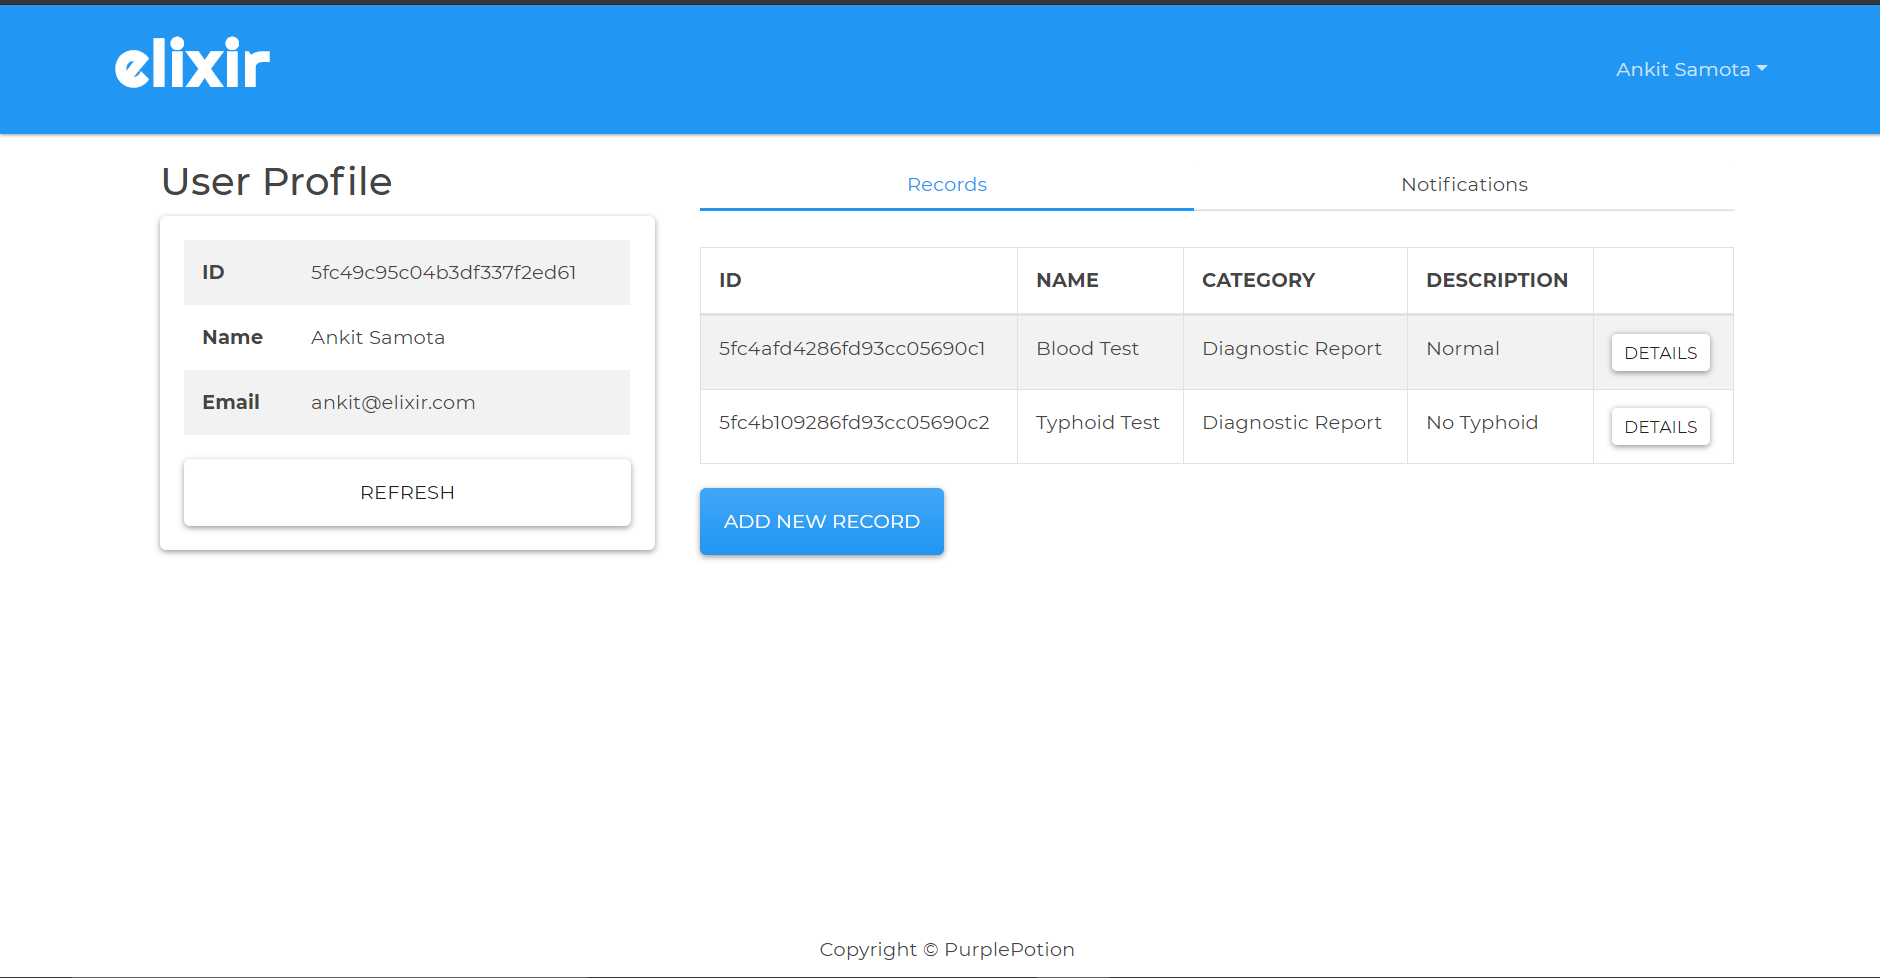 elixir
Ankit Samota
User Profile
ID 5fc49c95c04b3df337f2ed61
Name Ankit Samota
Email ankit@elixir.com
REFRESH
Records Notifications
ID NAME CATEGORY DESCRIPTION
5fc4afd4286fd93cc05690c1 Blood Test Diagnostic Report Normal DETAILS
5fc4b109286fd93cc05690c2 Typhoid Test Diagnostic Report No Typhoid DETAILS
ADD NEW RECORD
Copyright © PurplePotion